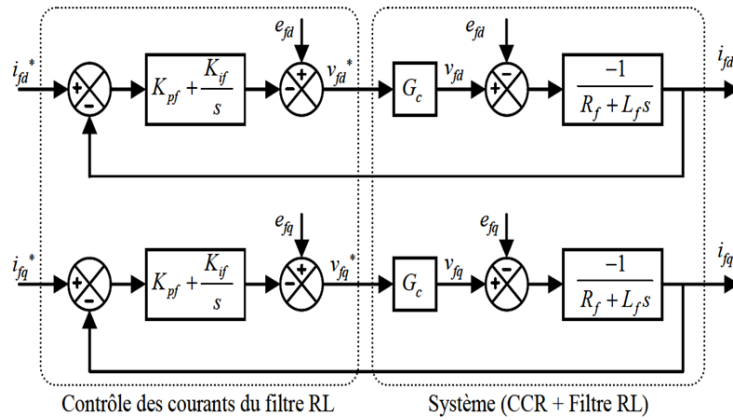 e_fd e_fd
i_fd* + - K_pf + K_if/s - + v_fd* G_c v_fd + - -1/(R_f + L_f s) i_fd
e_fq e_fq
i_fq* + - K_pf + K_if/s - + v_fq* G_c v_fq + - -1/(R_f + L_f s) i_fq
Contrôle des courants du filtre RL Système (CCR + Filtre RL)